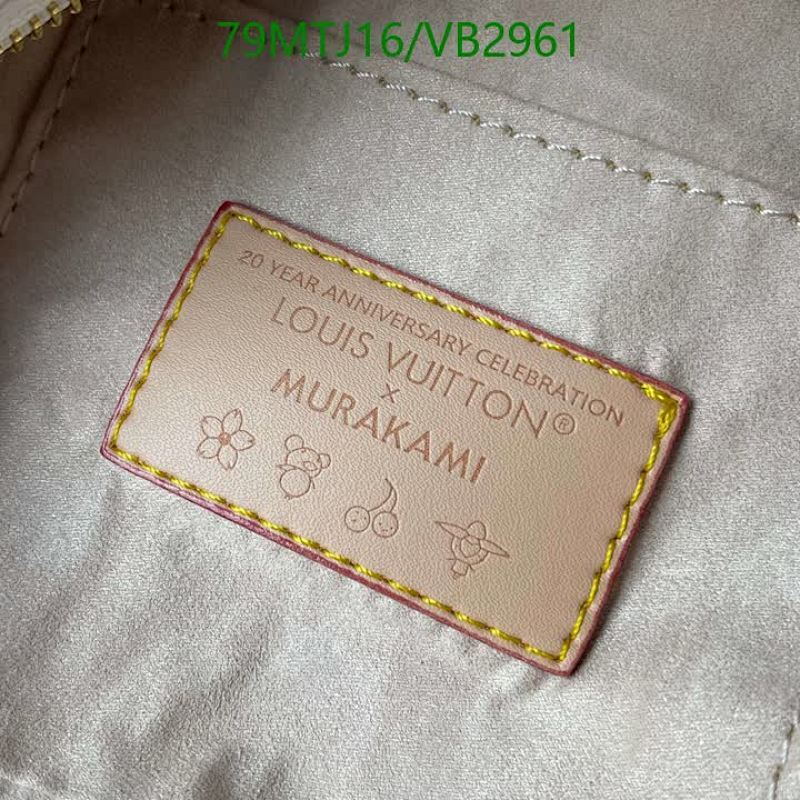 79MTJ16/VB2961
20 YEAR ANNIVERSARY CELEBRATION
LOUIS VUITTON®
×
MURAKAMI